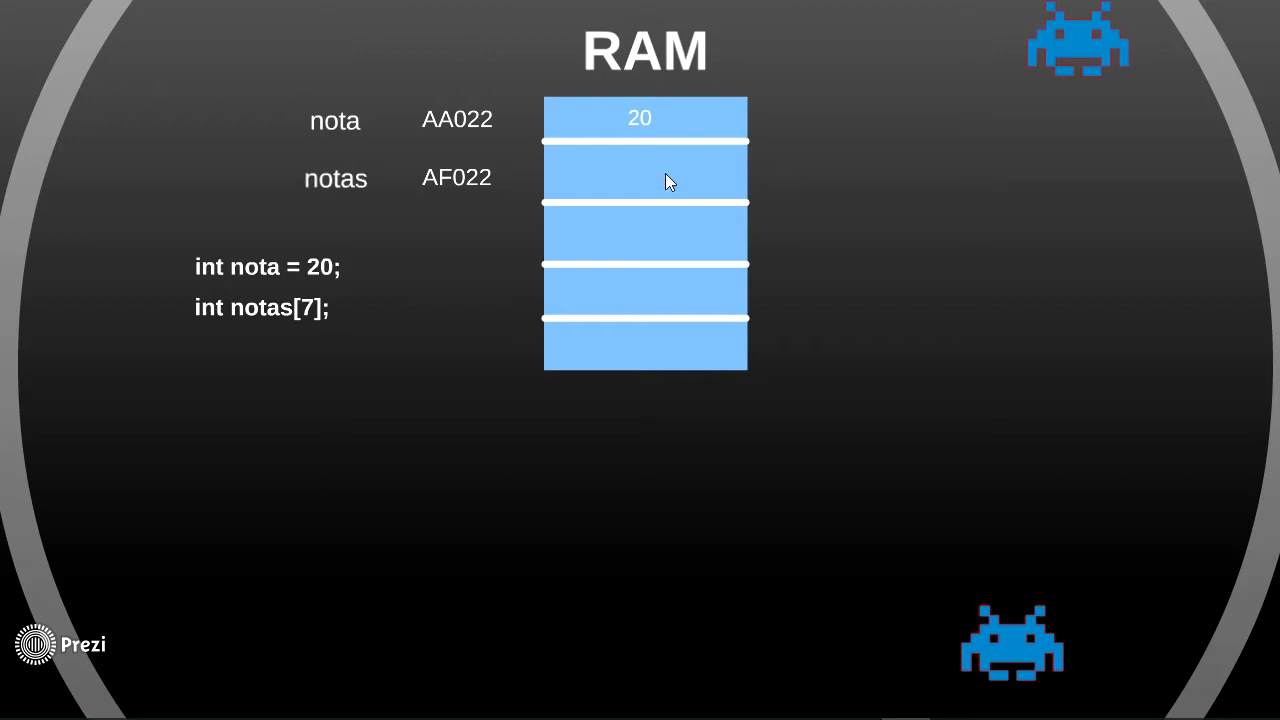 RAM
nota AA022 20
notas AF022
int nota = 20;
int notas[7];
Prezi